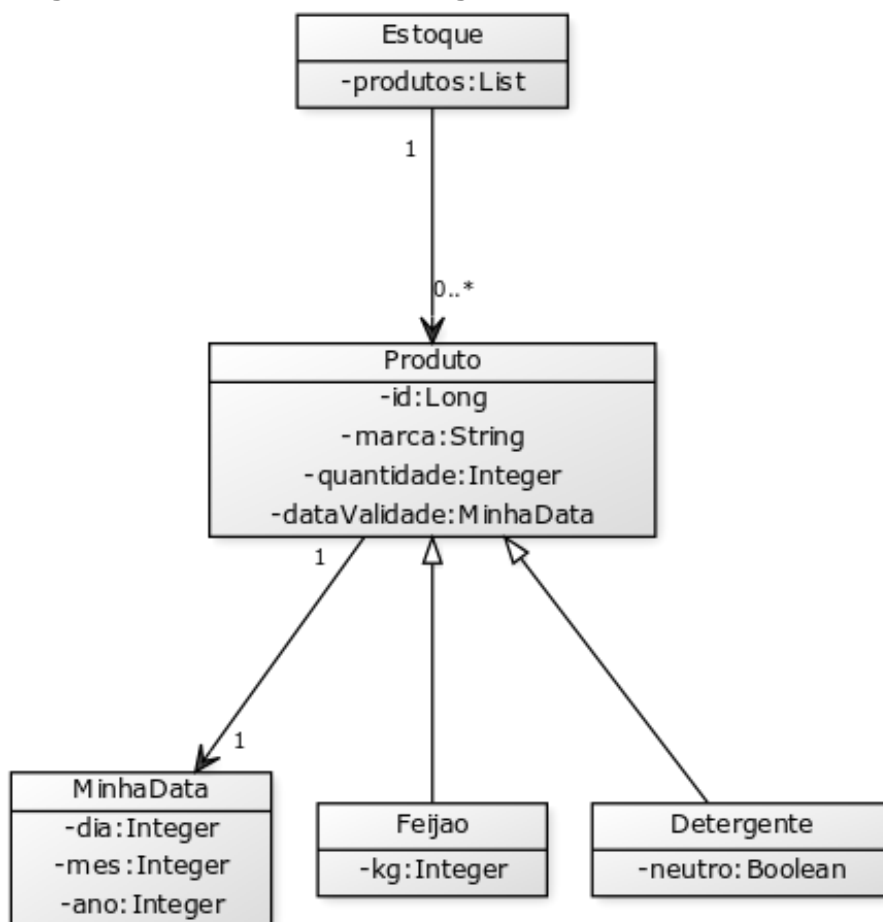 Estoque
-produtos:List
1
0..*
Produto
-id:Long
-marca:String
-quantidade:Integer
-dataValidade:MinhaData
1
1
MinhaData
-dia:Integer
-mes:Integer
-ano:Integer
Feijao
-kg:Integer
Detergente
-neutro:Boolean